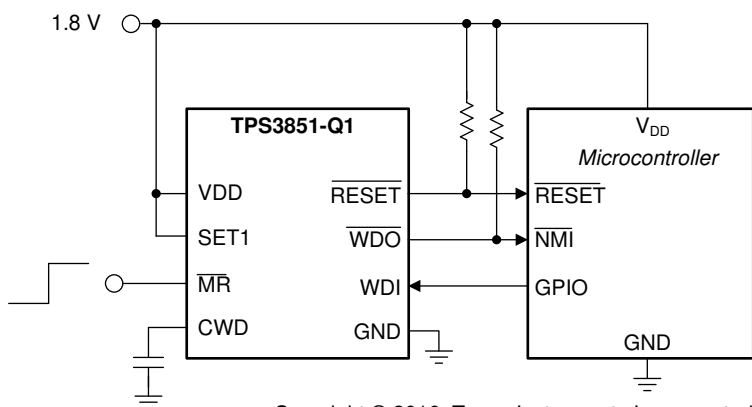 1.8 V
TPS3851-Q1
VDD
SET1
MR
CWD
RESET
WDO
WDI
GND
VDD
Microcontroller
RESET
NMI
GPIO
GND